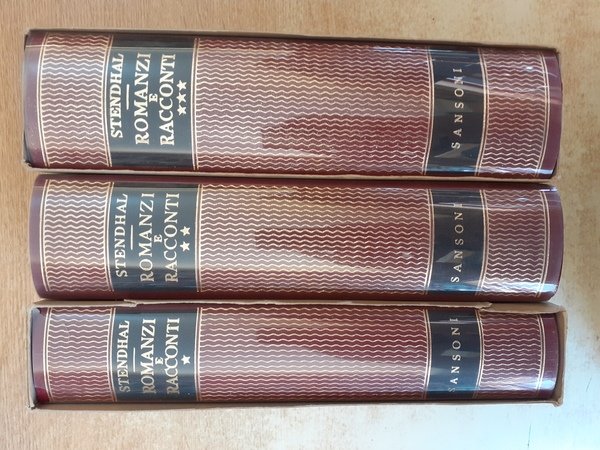 STENDHAL
ROMANZI
E
RACCONTI
★★★
SANSONI
STENDHAL
ROMANZI
E
RACCONTI
★★
SANSONI
STENDHAL
ROMANZI
E
RACCONTI
★
SANSONI